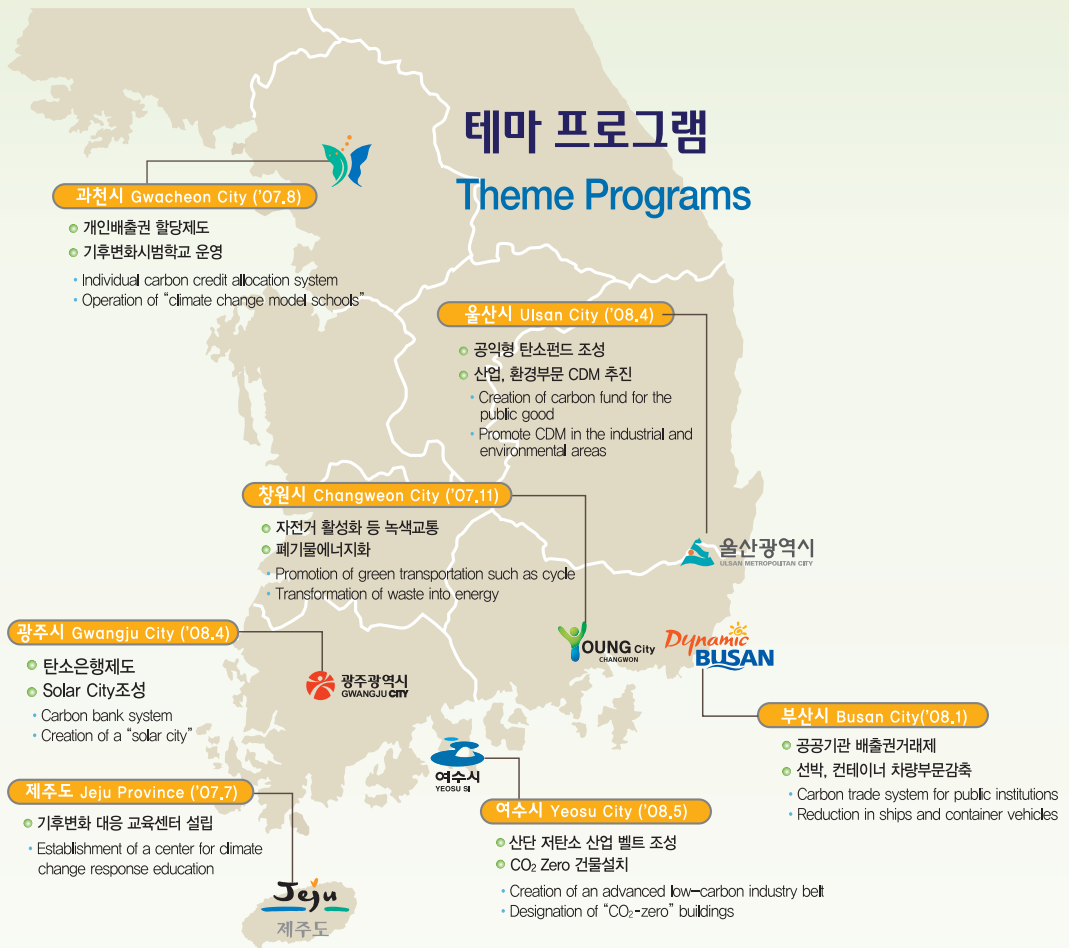 테마 프로그램
Theme Programs
과천시 Gwacheon City ('07.8)
개인배출권 할당제도
기후변화시범학교 운영
• Individual carbon credit allocation system
• Operation of “climate change model schools”
울산시 Ulsan City ('08.4)
공익형 탄소펀드 조성
산업, 환경부문 CDM 추진
• Creation of carbon fund for the
public good
• Promote CDM in the industrial and
environmental areas
창원시 Changweon City ('07.11)
자전거 활성화 등 녹색교통
폐기물에너지화
• Promotion of green transportation such as cycle
• Transformation of waste into energy
울산광역시
ULSAN METROPOLITAN CITY
광주시 Gwangju City ('08.4)
탄소은행제도
Solar City조성
• Carbon bank system
• Creation of a “solar city”
광주광역시
GWANGJU CITY
YOUNG City
CHANGWON
Dynamic
BUSAN
부산시 Busan City('08.1)
공공기관 배출권거래제
선박, 컨테이너 차량부문감축
• Carbon trade system for public institutions
• Reduction in ships and container vehicles
여수시
YEOSU SI
제주도 Jeju Province ('07.7)
기후변화 대응 교육센터 설립
• Establishment of a center for climate
change response education
여수시 Yeosu City ('08.5)
산단 저탄소 산업 벨트 조성
CO₂ Zero 건물설치
• Creation of an advanced low-carbon industry belt
• Designation of “CO₂-zero” buildings
Jeju
제주도